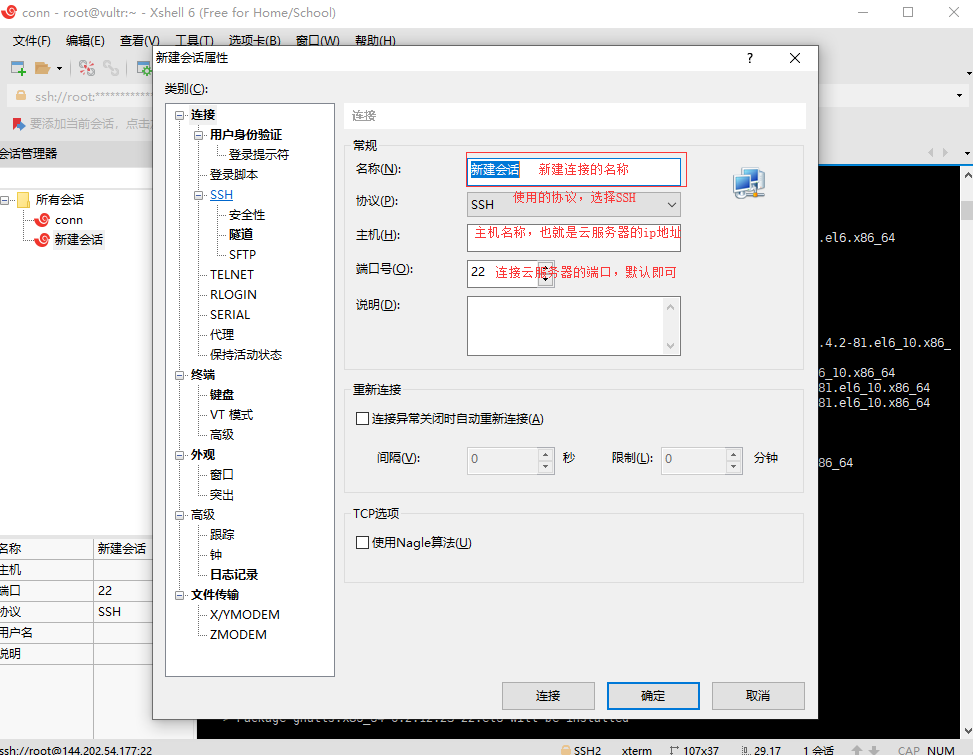 conn - root@vultr:~ - Xshell 6 (Free for Home/School)
文件(F) 编辑(E) 查看(V) 工具(T) 选项卡(B) 窗口(W) 帮助(H)
ssh://root:************
要添加当前会话，点击
会话管理器
所有会话
conn
新建会话
名称 新建会话
主机
端口 22
协议 SSH
用户名
说明
新建会话属性
?
类别(C):
连接
用户身份验证
登录提示符
登录脚本
SSH
安全性
隧道
SFTP
TELNET
RLOGIN
SERIAL
代理
保持活动状态
终端
键盘
VT 模式
高级
外观
窗口
突出
高级
跟踪
钟
日志记录
文件传输
X/YMODEM
ZMODEM
连接
常规
名称(N): 新建会话 新建连接的名称
协议(P): SSH 使用的协议，选择SSH
主机(H): 主机名称，也就是云服务器的ip地址
端口号(O): 22 连接云服务器的端口，默认即可
说明(D):
重新连接
连接异常关闭时自动重新连接(A)
间隔(V): 0 秒 限制(L): 0 分钟
TCP选项
使用Nagle算法(U)
连接 确定 取消
.el6.x86_64
.4.2-81.el6_10.x86_
6_10.x86_64
81.el6_10.x86_64
81.el6_10.x86_64
86_64
ssh://root@144.202.54.177:22 SSH2 xterm 107x37 29,17 1 会话 CAP NUM